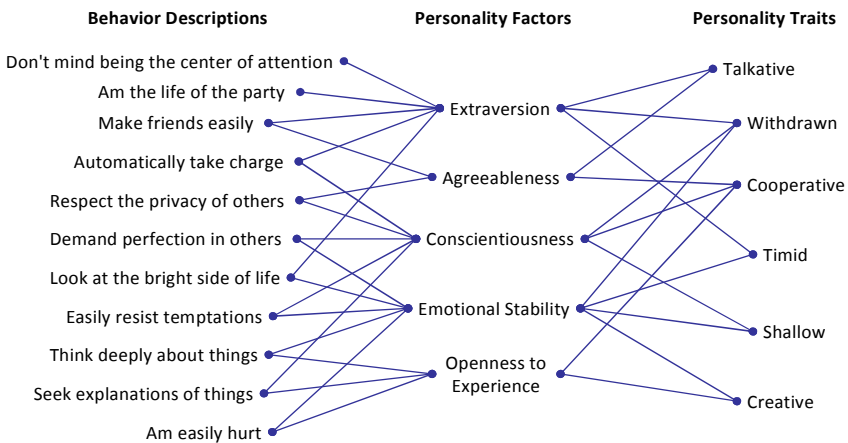 Behavior Descriptions
Personality Factors
Personality Traits
Don't mind being the center of attention
Am the life of the party
Make friends easily
Automatically take charge
Respect the privacy of others
Demand perfection in others
Look at the bright side of life
Easily resist temptations
Think deeply about things
Seek explanations of things
Am easily hurt
Extraversion
Agreeableness
Conscientiousness
Emotional Stability
Openness to
Experience
Talkative
Withdrawn
Cooperative
Timid
Shallow
Creative